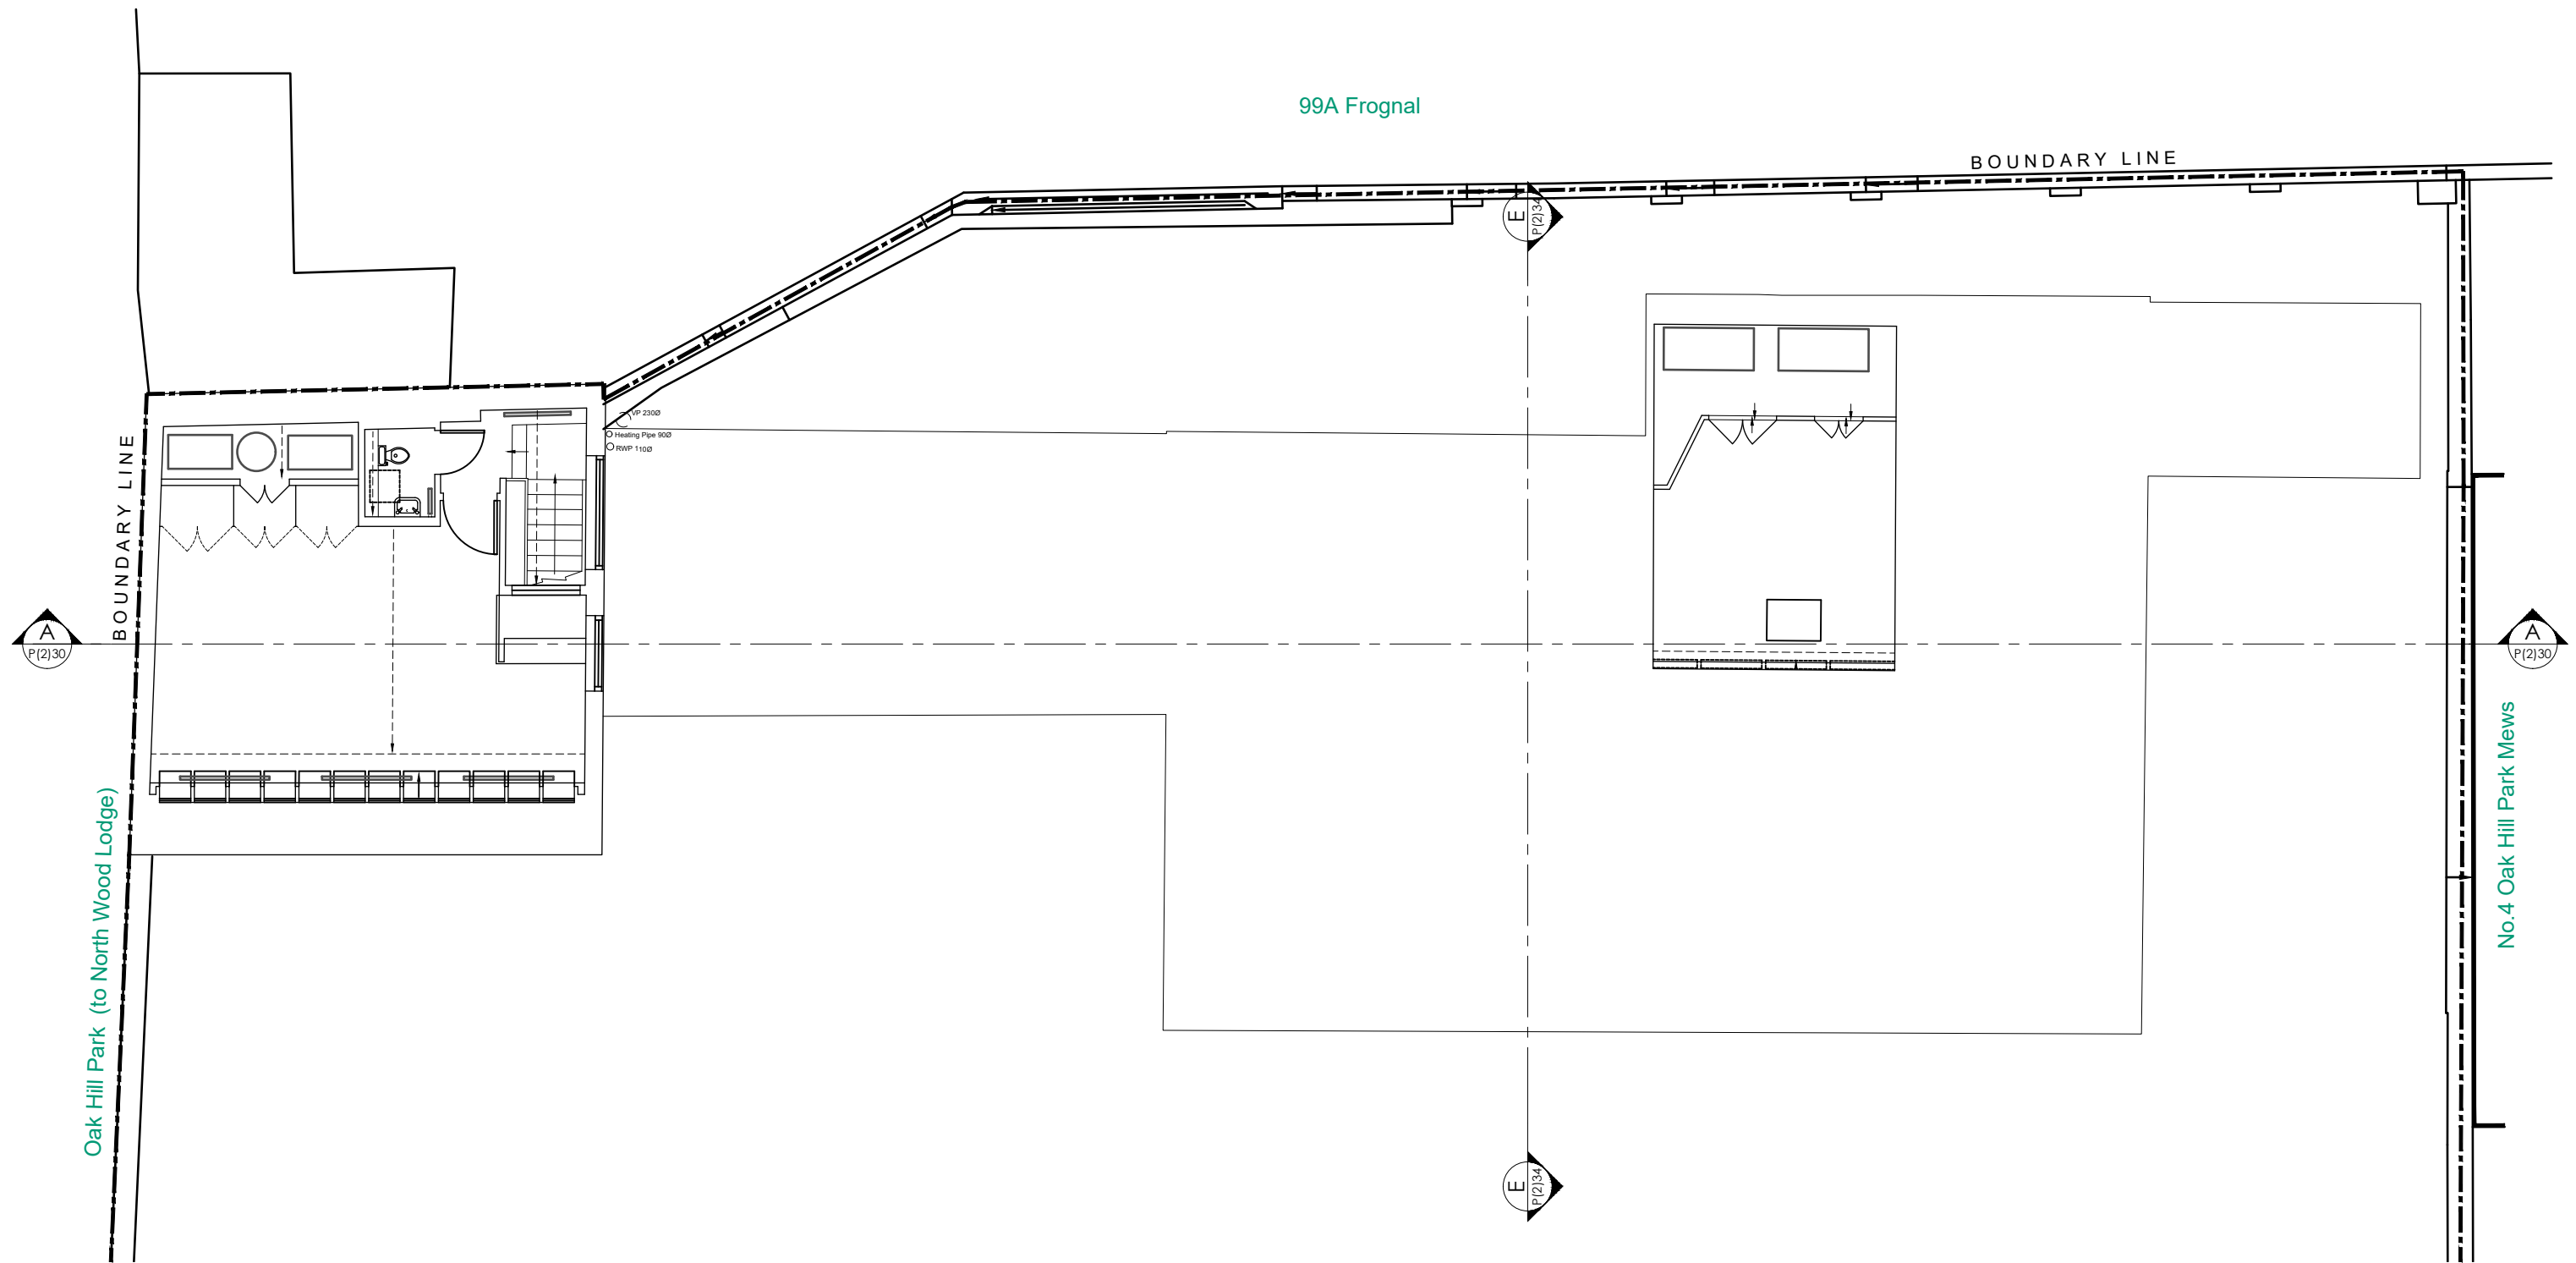 99A Frognal
BOUNDARY LINE
E
P(2)34
VP 230Ø
Heating Pipe 90Ø
RWP 110Ø
BOUNDARY LINE
A
P(2)30
A
P(2)30
Oak Hill Park (to North Wood Lodge)
No.4 Oak Hill Park Mews
E
P(2)34